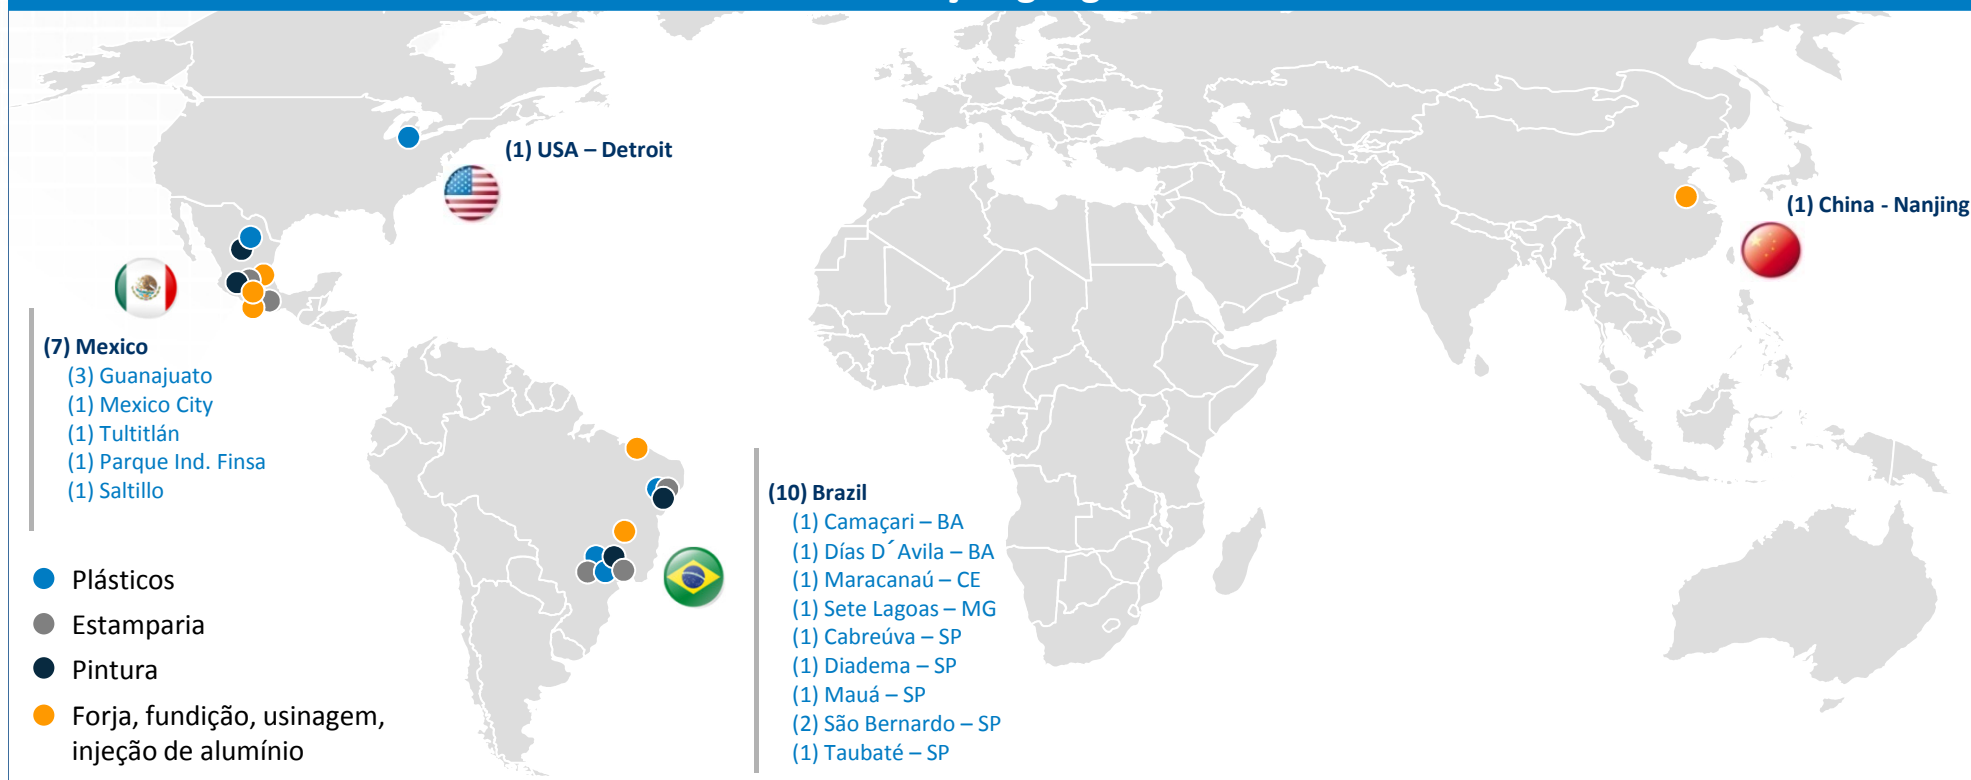 (1) USA – Detroit
(1) China - Nanjing
(7) Mexico
(3) Guanajuato
(1) Mexico City
(1) Tultitlán
(1) Parque Ind. Finsa
(1) Saltillo
(10) Brazil
(1) Camaçari – BA
(1) Días D´Avila – BA
(1) Maracanaú – CE
(1) Sete Lagoas – MG
(1) Cabreúva – SP
(1) Diadema – SP
(1) Mauá – SP
(2) São Bernardo – SP
(1) Taubaté – SP
Plásticos
Estamparia
Pintura
Forja, fundição, usinagem,
injeção de alumínio